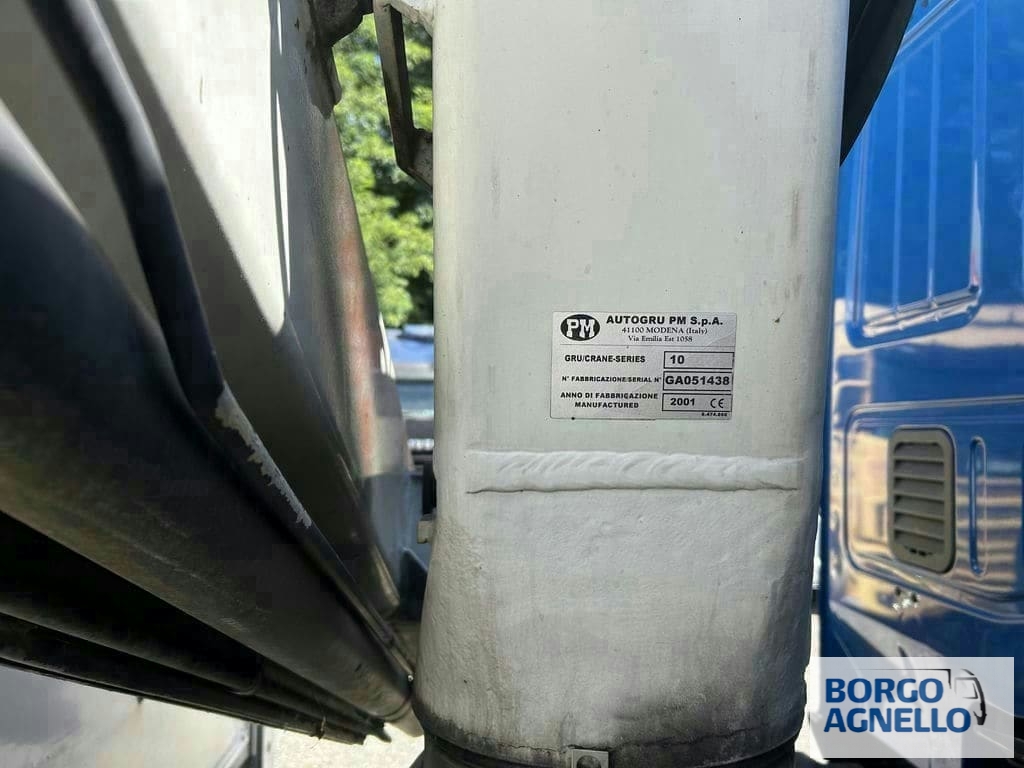 PM
AUTOGRU PM S.p.A.
41100 MODENA (Italy)
Via Emilia Est 1058
GRU/CRANE-SERIES 10
N° FABBRICAZIONE/SERIAL N° GA051438
ANNO DI FABBRICAZIONE
MANUFACTURED 2001 CE
BORGO
AGNELLO